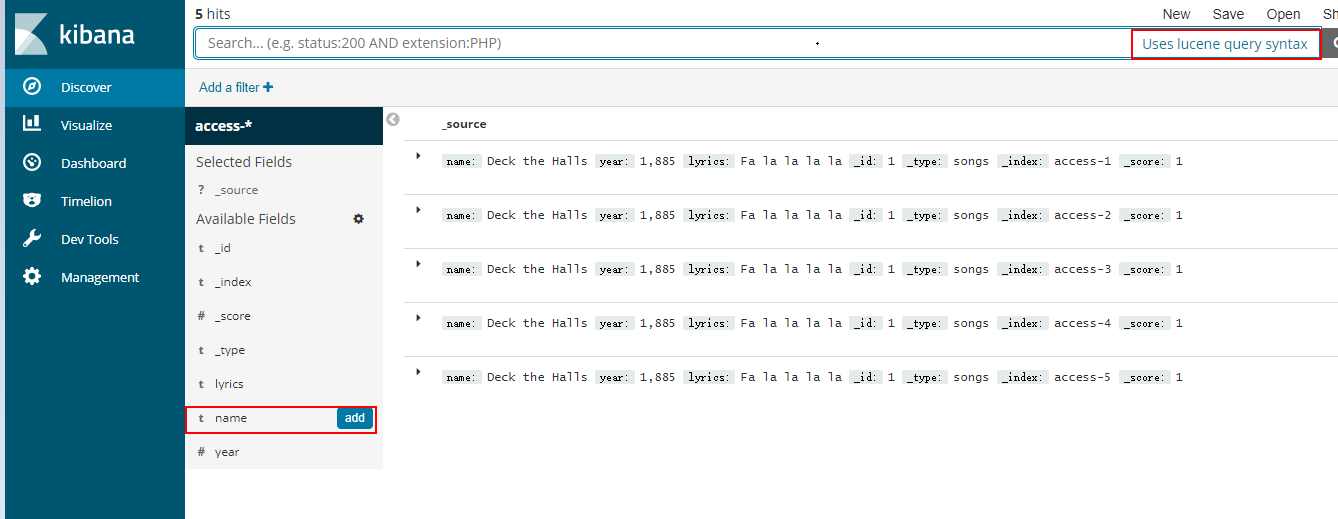 5 hits
New Save Open
kibana
Search... (e.g. status:200 AND extension:PHP)
Uses lucene query syntax
Discover
Visualize
Dashboard
Timelion
Dev Tools
Management
Add a filter +
access-*
Selected Fields
? _source
Available Fields
t _id
t _index
# _score
t _type
t lyrics
t name add
# year
_source
name: Deck the Halls year: 1,885 lyrics: Fa la la la la _id: 1 _type: songs _index: access-1 _score: 1
name: Deck the Halls year: 1,885 lyrics: Fa la la la la _id: 1 _type: songs _index: access-2 _score: 1
name: Deck the Halls year: 1,885 lyrics: Fa la la la la _id: 1 _type: songs _index: access-3 _score: 1
name: Deck the Halls year: 1,885 lyrics: Fa la la la la _id: 1 _type: songs _index: access-4 _score: 1
name: Deck the Halls year: 1,885 lyrics: Fa la la la la _id: 1 _type: songs _index: access-5 _score: 1